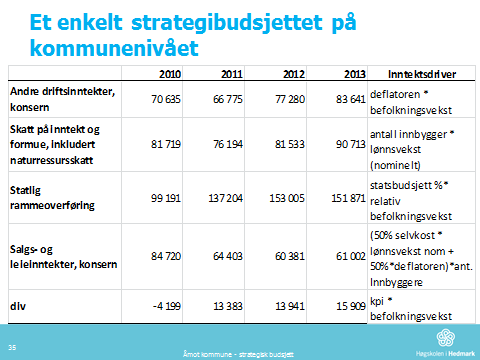 Et enkelt strategibudsjettet på
kommunenivået
2010 2011 2012 2013 Inntektsdriver
Andre driftsinntekter, konsern 70 635 66 775 77 280 83 641 deflatoren * befolkningsvekst
Skatt på inntekt og formue, inkludert naturressursskatt 81 719 76 194 81 533 90 713 antall innbygger * lønnsvekst (nominelt)
Statlig rammeoverføring 99 191 137 204 153 005 151 871 statsbudsjett %* relativ befolkningsvekst
Salgs- og leieinntekter, konsern 84 720 64 403 60 381 61 002 (50% selvkost * lønnsvekst nom + 50%*deflatoren)*ant. Innbyggere
div -4 199 13 383 13 941 15 909 kpi * befolkningsvekst
35
Åmot kommune - strategisk budsjett
Høgskolen i Hedmark